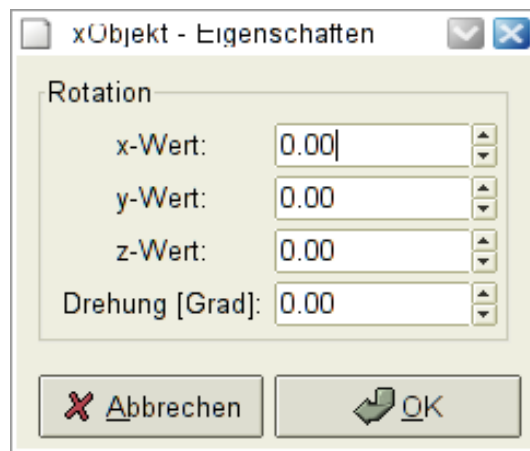 xObjekt - Eigenschaften
Rotation
x-Wert: 0.00
y-Wert: 0.00
z-Wert: 0.00
Drehung [Grad]: 0.00
Abbrechen OK